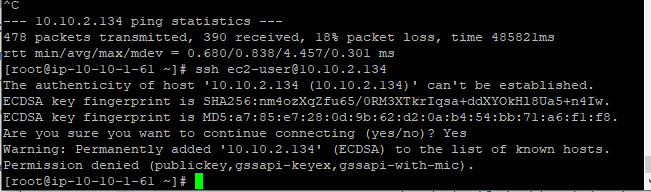 ^C
--- 10.10.2.134 ping statistics ---
478 packets transmitted, 390 received, 18% packet loss, time 485821ms
rtt min/avg/max/mdev = 0.680/0.838/4.457/0.301 ms
[root@ip-10-10-1-61 ~]# ssh ec2-user@10.10.2.134
The authenticity of host '10.10.2.134 (10.10.2.134)' can't be established.
ECDSA key fingerprint is SHA256:nm4ozXqZfu65/0RM3XTkrIqsa+ddXYOkHl8Ua5+n4Iw.
ECDSA key fingerprint is MD5:a7:85:e7:28:0d:9b:62:d2:0a:b4:54:bb:71:a6:f1:f8.
Are you sure you want to continue connecting (yes/no)? Yes
Warning: Permanently added '10.10.2.134' (ECDSA) to the list of known hosts.
Permission denied (publickey,gssapi-keyex,gssapi-with-mic).
[root@ip-10-10-1-61 ~]#